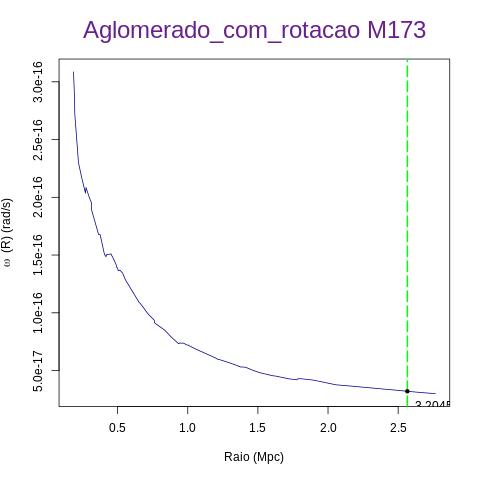 Aglomerado_com_rotacao M173
3.0e-16
2.5e-16
2.0e-16
1.5e-16
1.0e-16
5.0e-17
ω (R) (rad/s)
0.5 1.0 1.5 2.0 2.5
Raio (Mpc)